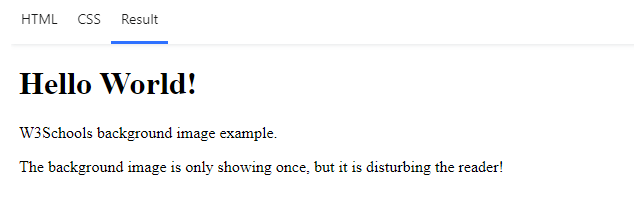 HTML CSS Result
Hello World!
W3Schools background image example.
The background image is only showing once, but it is disturbing the reader!